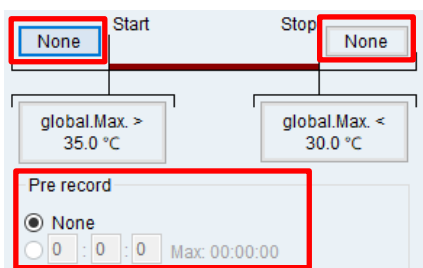 Start Stop
None None
global.Max. > global.Max. <
35.0 °C 30.0 °C
Pre record
None
0 : 0 : 0 Max: 00:00:00